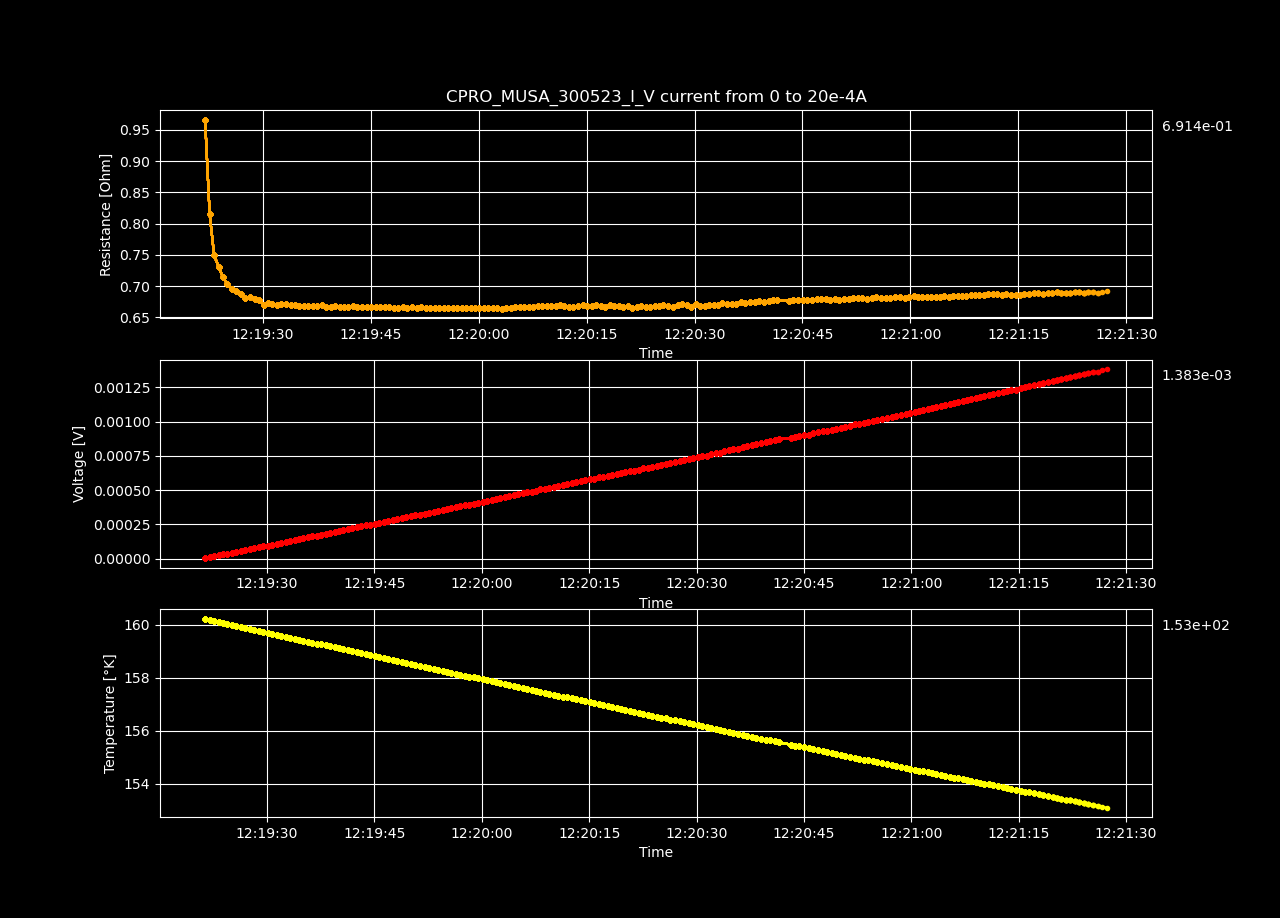 CPRO_MUSA_300523_I_V current from 0 to 20e-4A
6.914e-01
Resistance [Ohm]
0.95
0.90
0.85
0.80
0.75
0.70
0.65
12:19:30 12:19:45 12:20:00 12:20:15 12:20:30 12:20:45 12:21:00 12:21:15 12:21:30
Time
1.383e-03
Voltage [V]
0.00125
0.00100
0.00075
0.00050
0.00025
0.00000
12:19:30 12:19:45 12:20:00 12:20:15 12:20:30 12:20:45 12:21:00 12:21:15 12:21:30
Time
1.53e+02
Temperature [°K]
160
158
156
154
12:19:30 12:19:45 12:20:00 12:20:15 12:20:30 12:20:45 12:21:00 12:21:15 12:21:30
Time